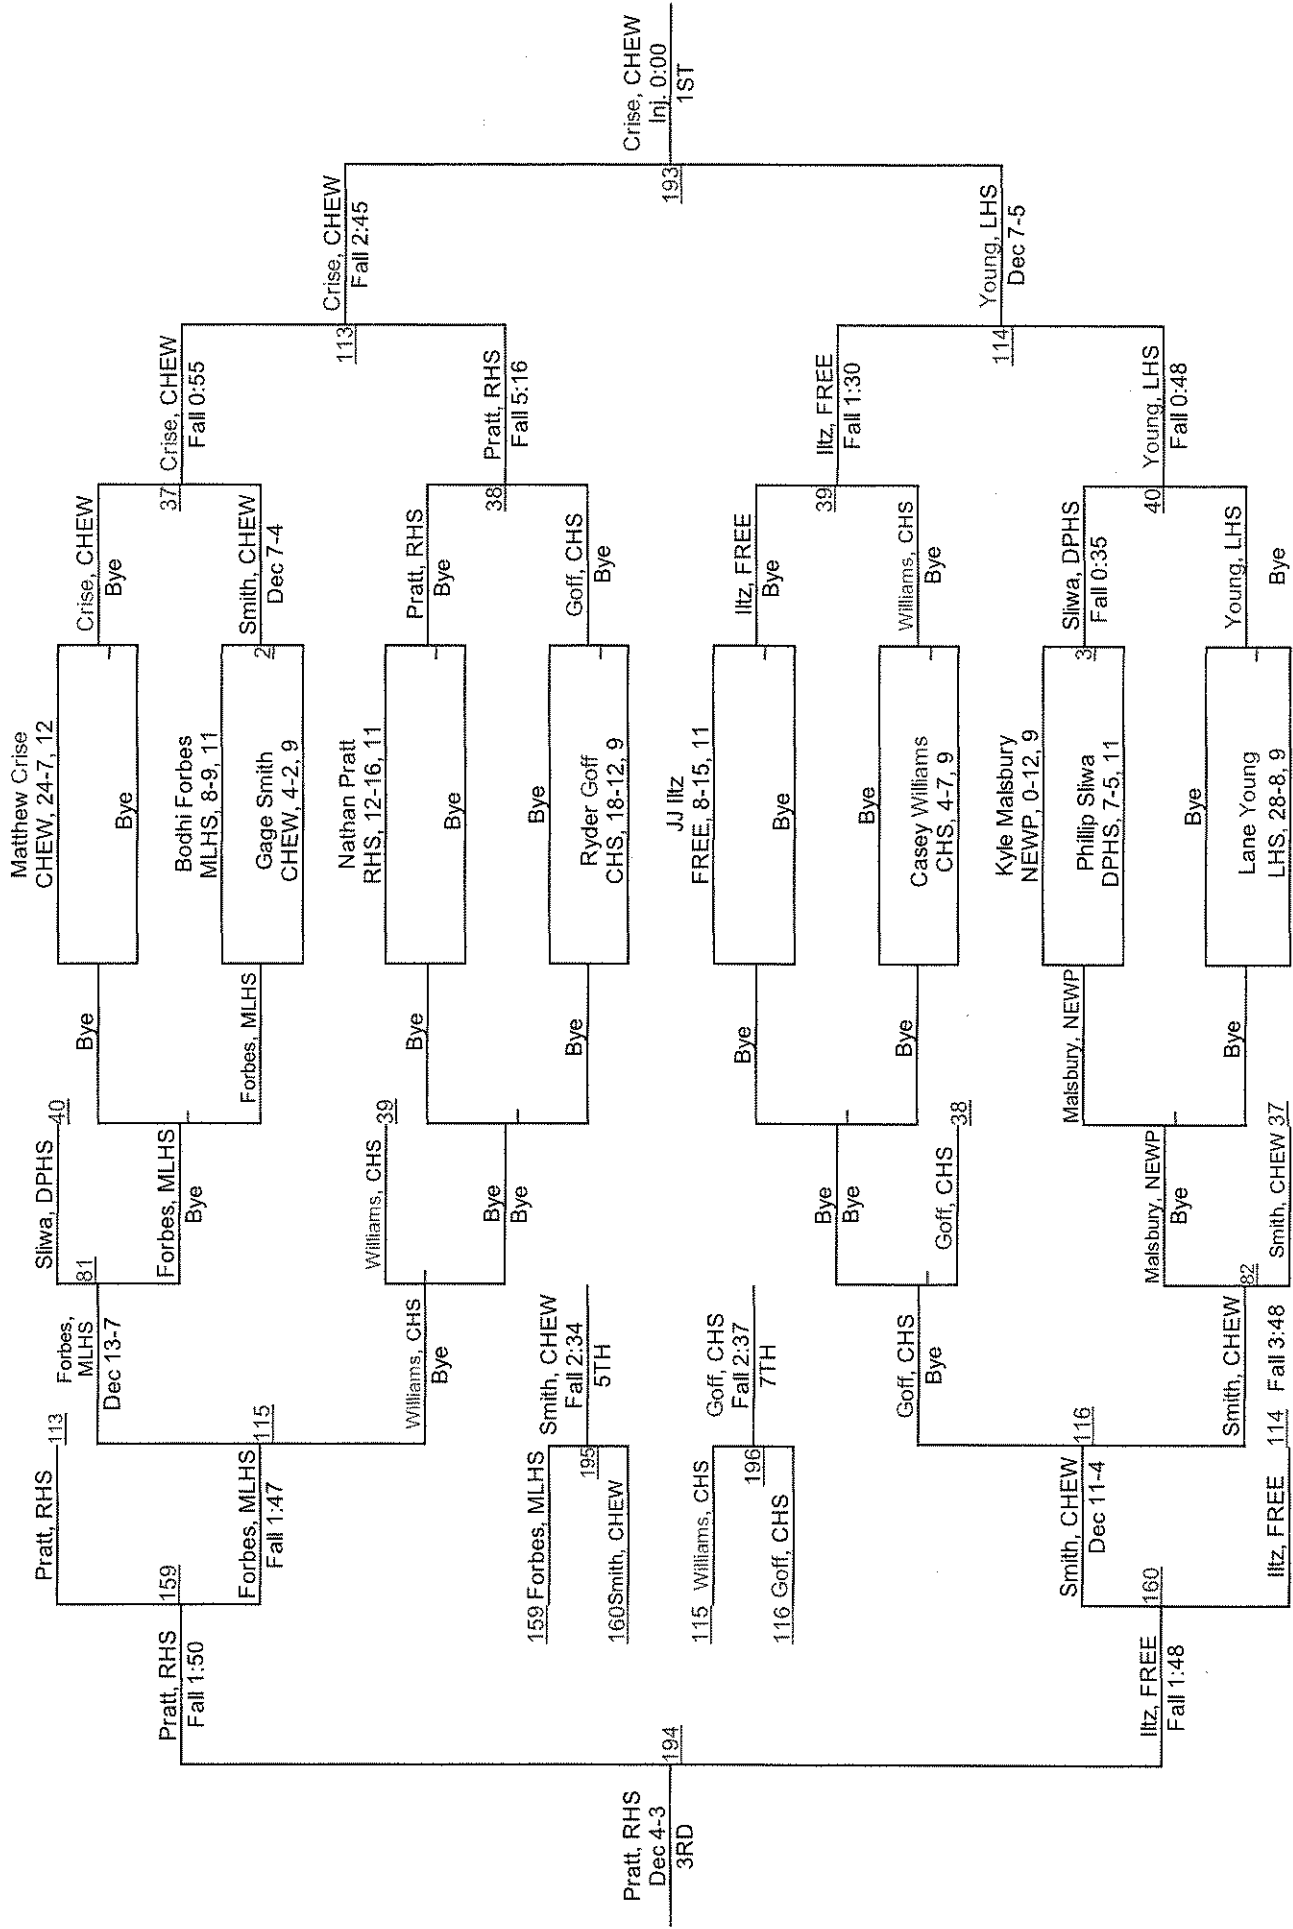 Matthew Crise
CHEW, 24-7, 12
Bye
Bodhi Forbes
MLHS, 8-9, 11
Gage Smith
CHEW, 4-2, 9
2
Nathan Pratt
RHS, 12-16, 11
Bye
Bye
Ryder Goff
CHS, 18-12, 9
JJ Iltz
FREE, 8-15, 11
Bye
Bye
Casey Williams
CHS, 4-7, 9
Kyle Malsbury
NEWP, 0-12, 9
Phillip Sliwa
DPHS, 7-5, 11
3
Bye
Lane Young
LHS, 28-8, 9
Crise, CHEW
Bye
Smith, CHEW
Dec 7-4
Pratt, RHS
Bye
Goff, CHS
Bye
Iltz, FREE
Bye
Williams, CHS
Bye
Sliwa, DPHS
Fall 0:35
Young, LHS
Bye
37
Crise, CHEW
Fall 0:55
38
Pratt, RHS
Fall 5:16
39
Iltz, FREE
Fall 1:30
40
Young, LHS
Fall 0:48
113
Crise, CHEW
Fall 2:45
114
Young, LHS
Dec 7-5
193
Crise, CHEW
Inj. 0:00
1ST
Bye
Forbes, MLHS
Bye
Bye
Bye
Bye
Malsbury, NEWP
Bye
Sliwa, DPHS
40
Forbes, MLHS
Bye
Williams, CHS
39
Bye
Bye
Bye
Bye
Goff, CHS
38
Malsbury, NEWP
Bye
Smith, CHEW
37
81
Forbes,
MLHS
Dec 13-7
Williams, CHS
Bye
Goff, CHS
Bye
82
Smith, CHEW
Fall 3:48
Pratt, RHS
113
115
Forbes, MLHS
Fall 1:47
116
Smith, CHEW
Dec 11-4
Iltz, FREE
114
159 Forbes, MLHS
160 Smith, CHEW
195
Smith, CHEW
Fall 2:34
5TH
115 Williams, CHS
116 Goff, CHS
196
Goff, CHS
Fall 2:37
7TH
159
Pratt, RHS
Fall 1:50
160
Iltz, FREE
Fall 1:48
194
Pratt, RHS
Dec 4-3
3RD